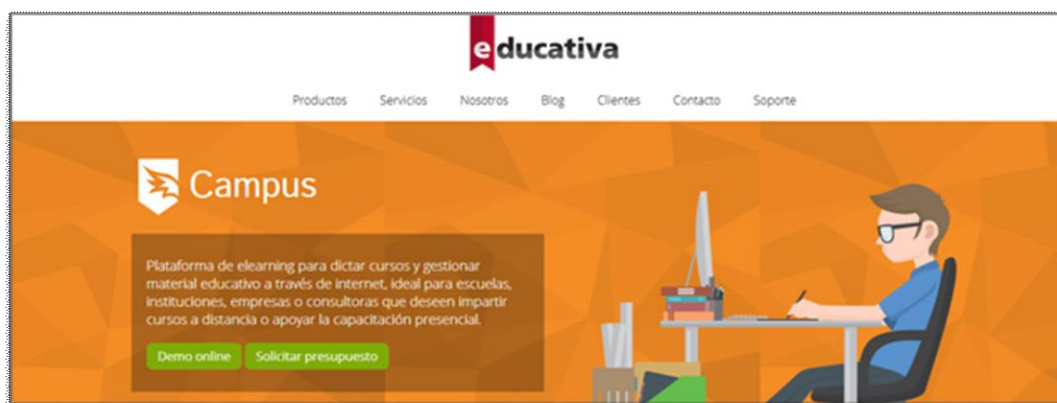 educativa
Productos Servicios Nosotros Blog Clientes Contacto Soporte
Campus
Plataforma de elearning para dictar cursos y gestionar
material educativo a través de internet, ideal para escuelas,
instituciones, empresas o consultoras que deseen impartir
cursos a distancia o apoyar la capacitación presencial.
Demo online Solicitar presupuesto